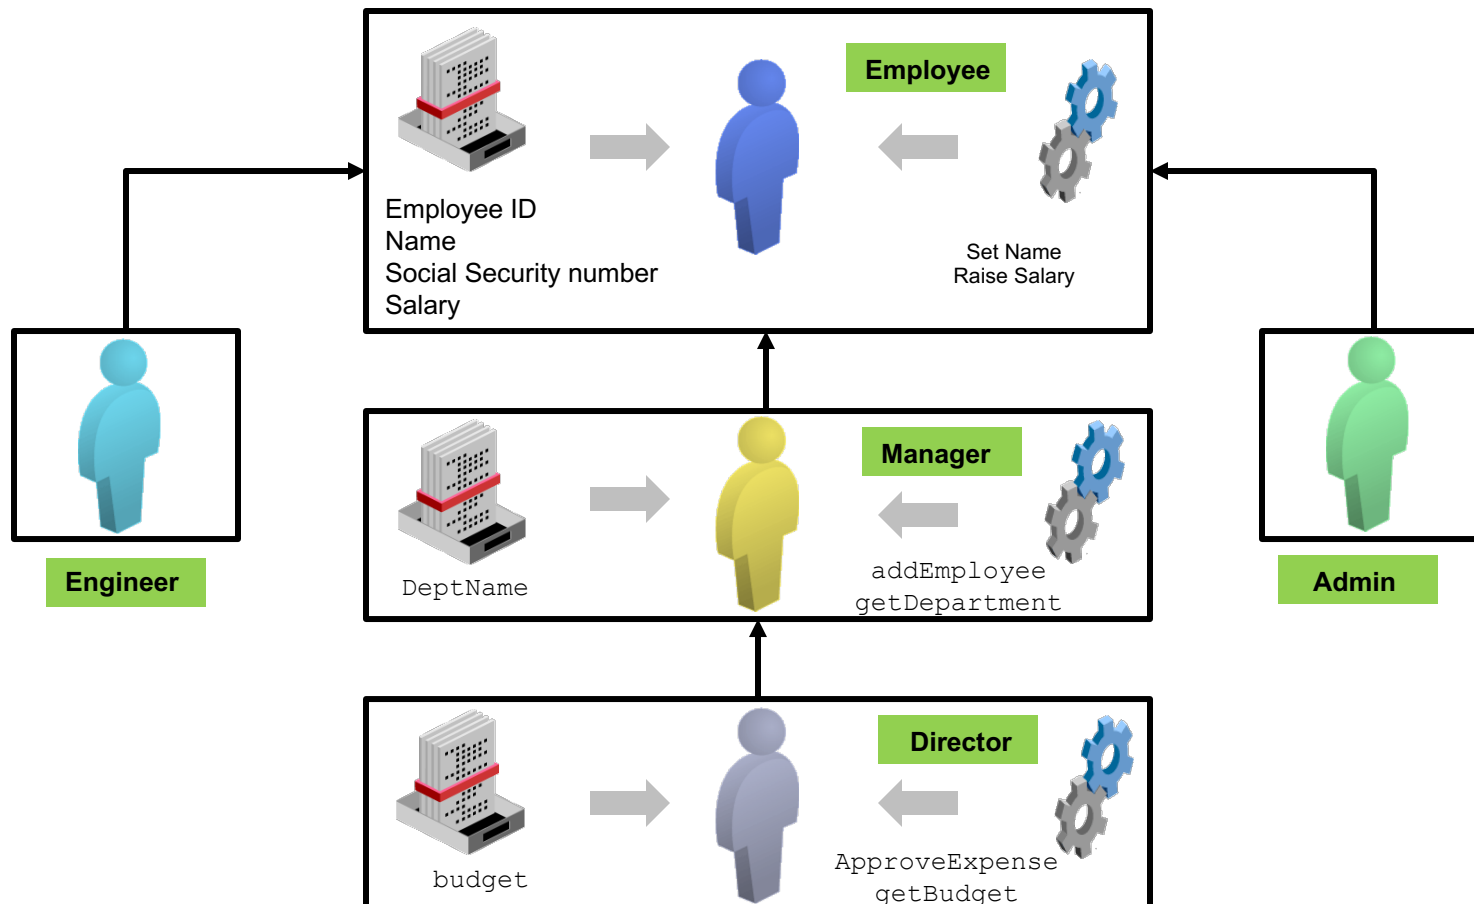 Employee
Employee ID
Name
Social Security number
Salary
Set Name
Raise Salary
Engineer
Manager
DeptName
addEmployee
getDepartment
Admin
Director
budget
ApproveExpense
getBudget